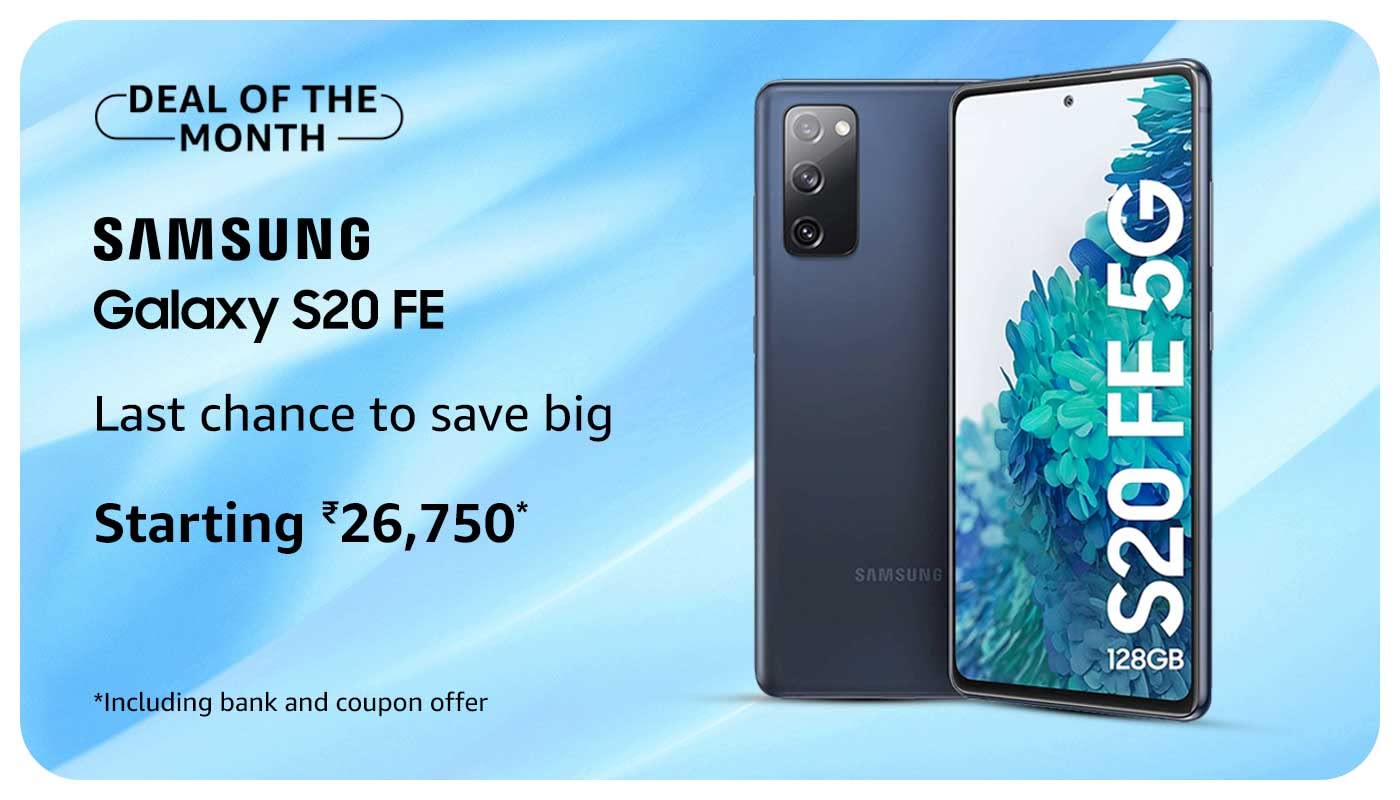 DEAL OF THE
MONTH
SAMSUNG
Galaxy S20 FE
Last chance to save big
Starting ₹26,750*
*Including bank and coupon offer
SAMSUNG
S20 FE 5G
128GB